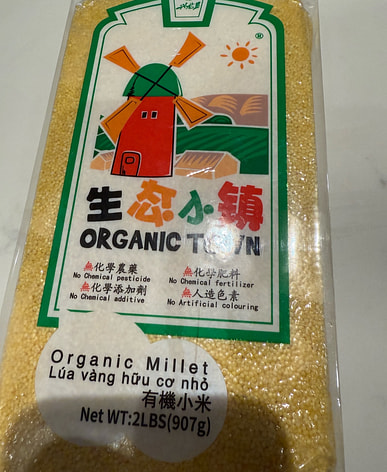 ®
生态小镇
ORGANIC TOWN
無化學農藥
No Chemical pesticide
無化学肥料
No Chemical fertilizer
無化學添加劑
No Chemical additive
無人造色素
No Artificial colouring
Organic Millet
Lúa vàng hữu cơ nhỏ
有機小米
Net WT:2LBS(907g)